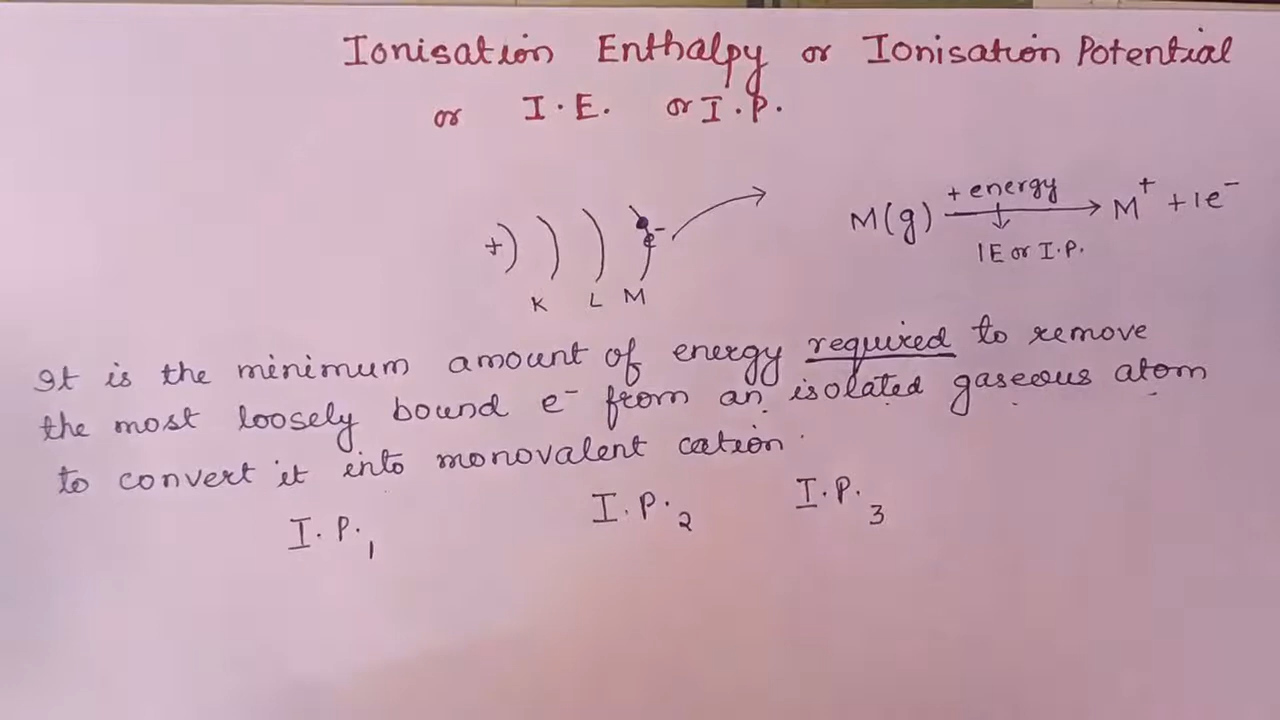 Ionisation Enthalpy or Ionisation Potential
or I.E. or I.P.
+ energy
M(g) → M⁺ + 1e⁻
IE or I.P.
+) e⁻
K L M
It is the minimum amount of energy required to remove
the most loosely bound e⁻ from an isolated gaseous atom
to convert it into monovalent cation.
I.P.₁ I.P.₂ I.P.₃